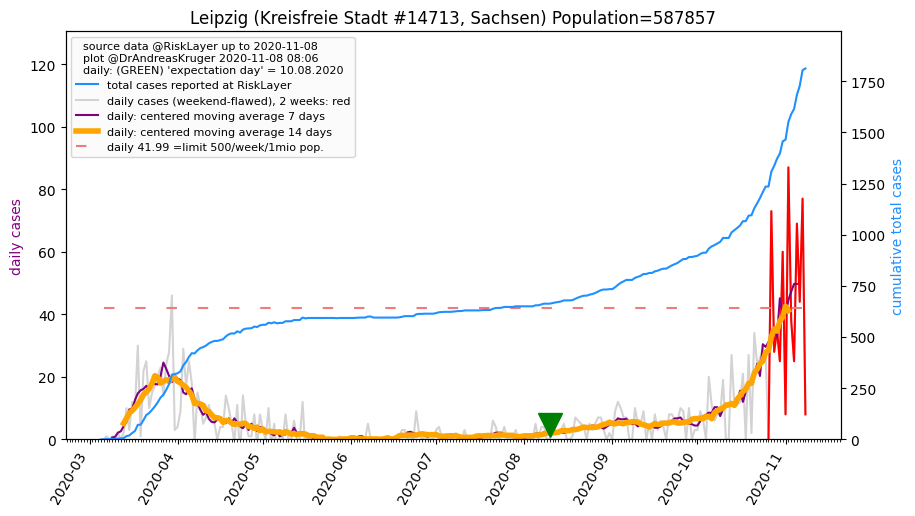 Leipzig (Kreisfreie Stadt #14713, Sachsen) Population=587857
source data @RiskLayer up to 2020-11-08
plot @DrAndreasKruger 2020-11-08 08:06
daily: (GREEN) 'expectation day' = 10.08.2020
total cases reported at RiskLayer
daily cases (weekend-flawed), 2 weeks: red
daily: centered moving average 7 days
daily: centered moving average 14 days
daily 41.99 =limit 500/week/1mio pop.
daily cases
120
100
80
60
40
20
0
cumulative total cases
1750
1500
1250
1000
750
500
250
0
2020-03
2020-04
2020-05
2020-06
2020-07
2020-08
2020-09
2020-10
2020-11